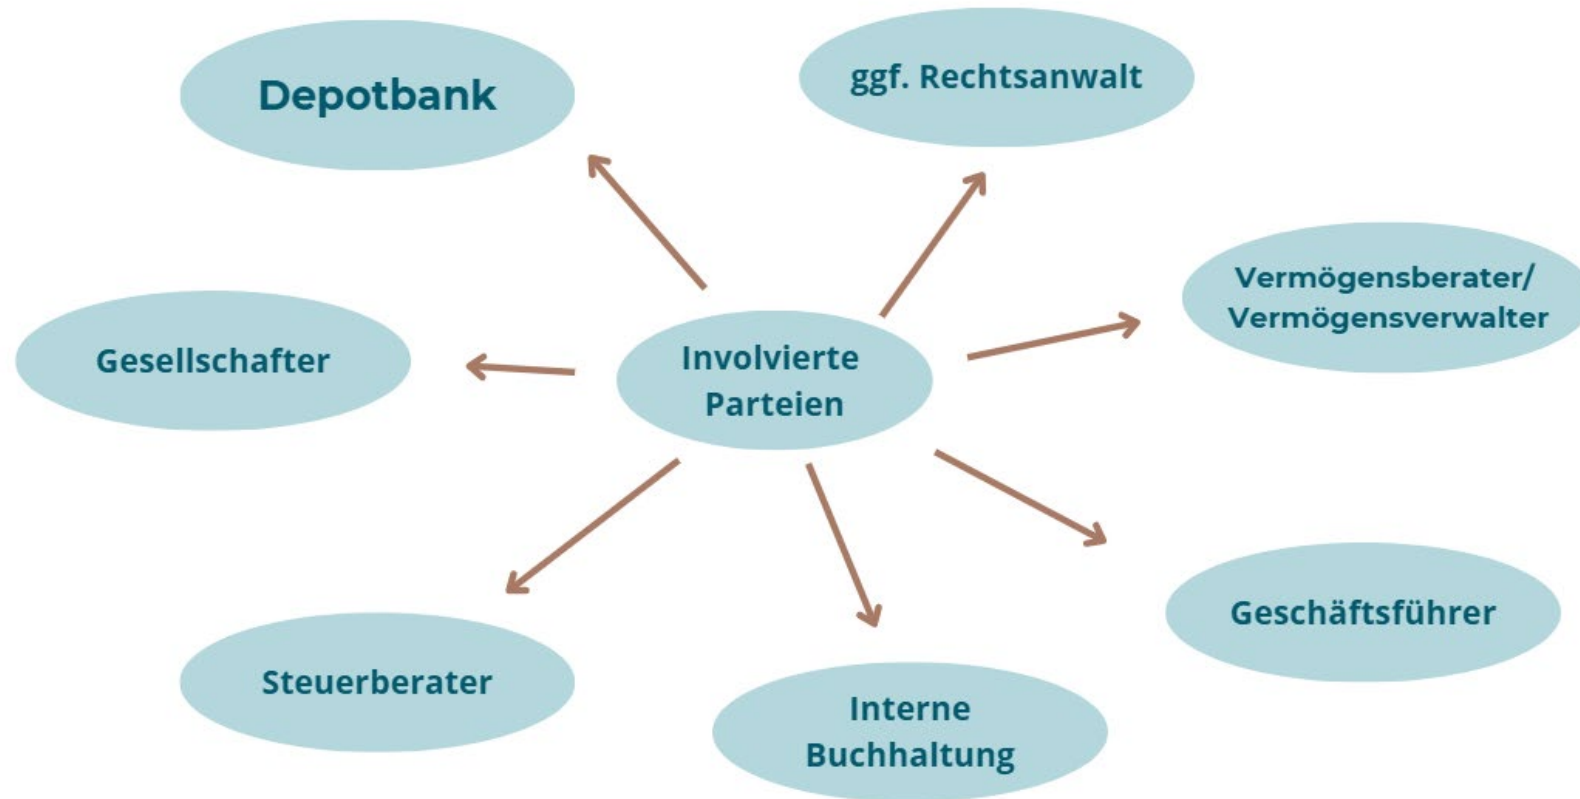 Depotbank
ggf. Rechtsanwalt
Vermögensberater/
Vermögensverwalter
Gesellschafter
Involvierte
Parteien
Geschäftsführer
Steuerberater
Interne
Buchhaltung